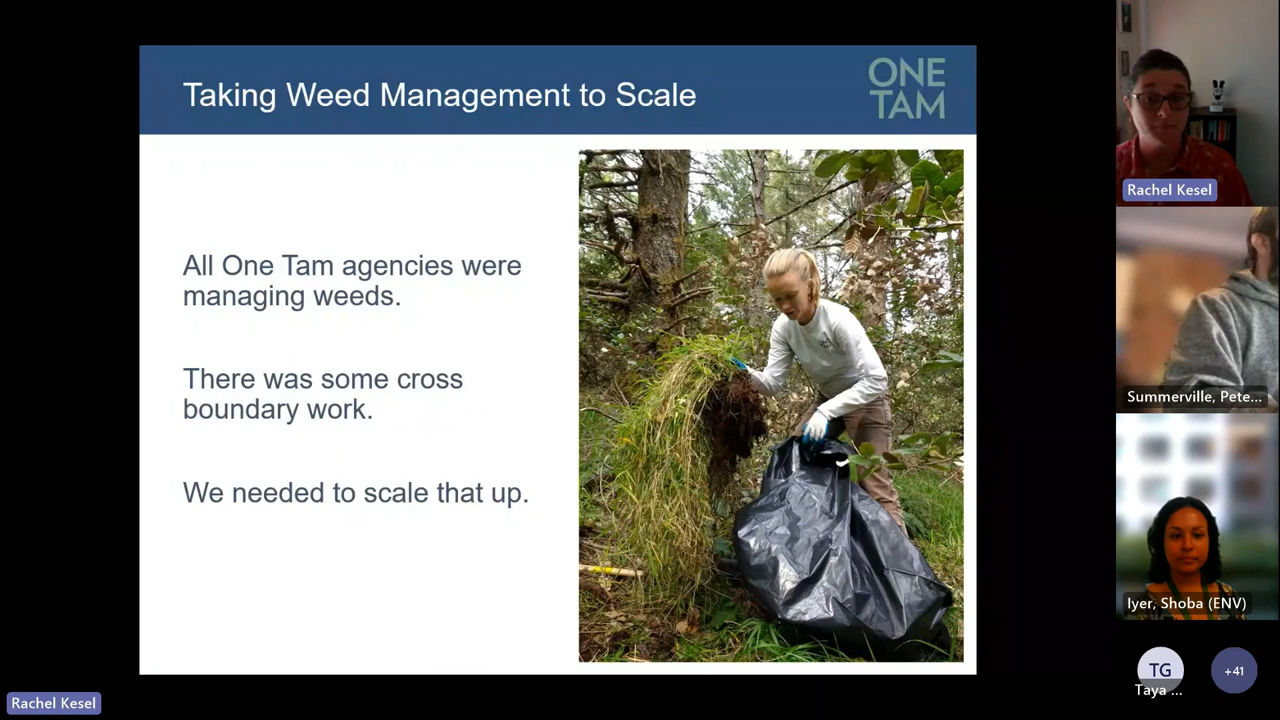 Taking Weed Management to Scale
ONE
TAM
All One Tam agencies were
managing weeds.
There was some cross
boundary work.
We needed to scale that up.
Rachel Kesel
Summerville, Pete...
Iyer, Shoba (ENV)
TG
Taya ...
+41
Rachel Kesel